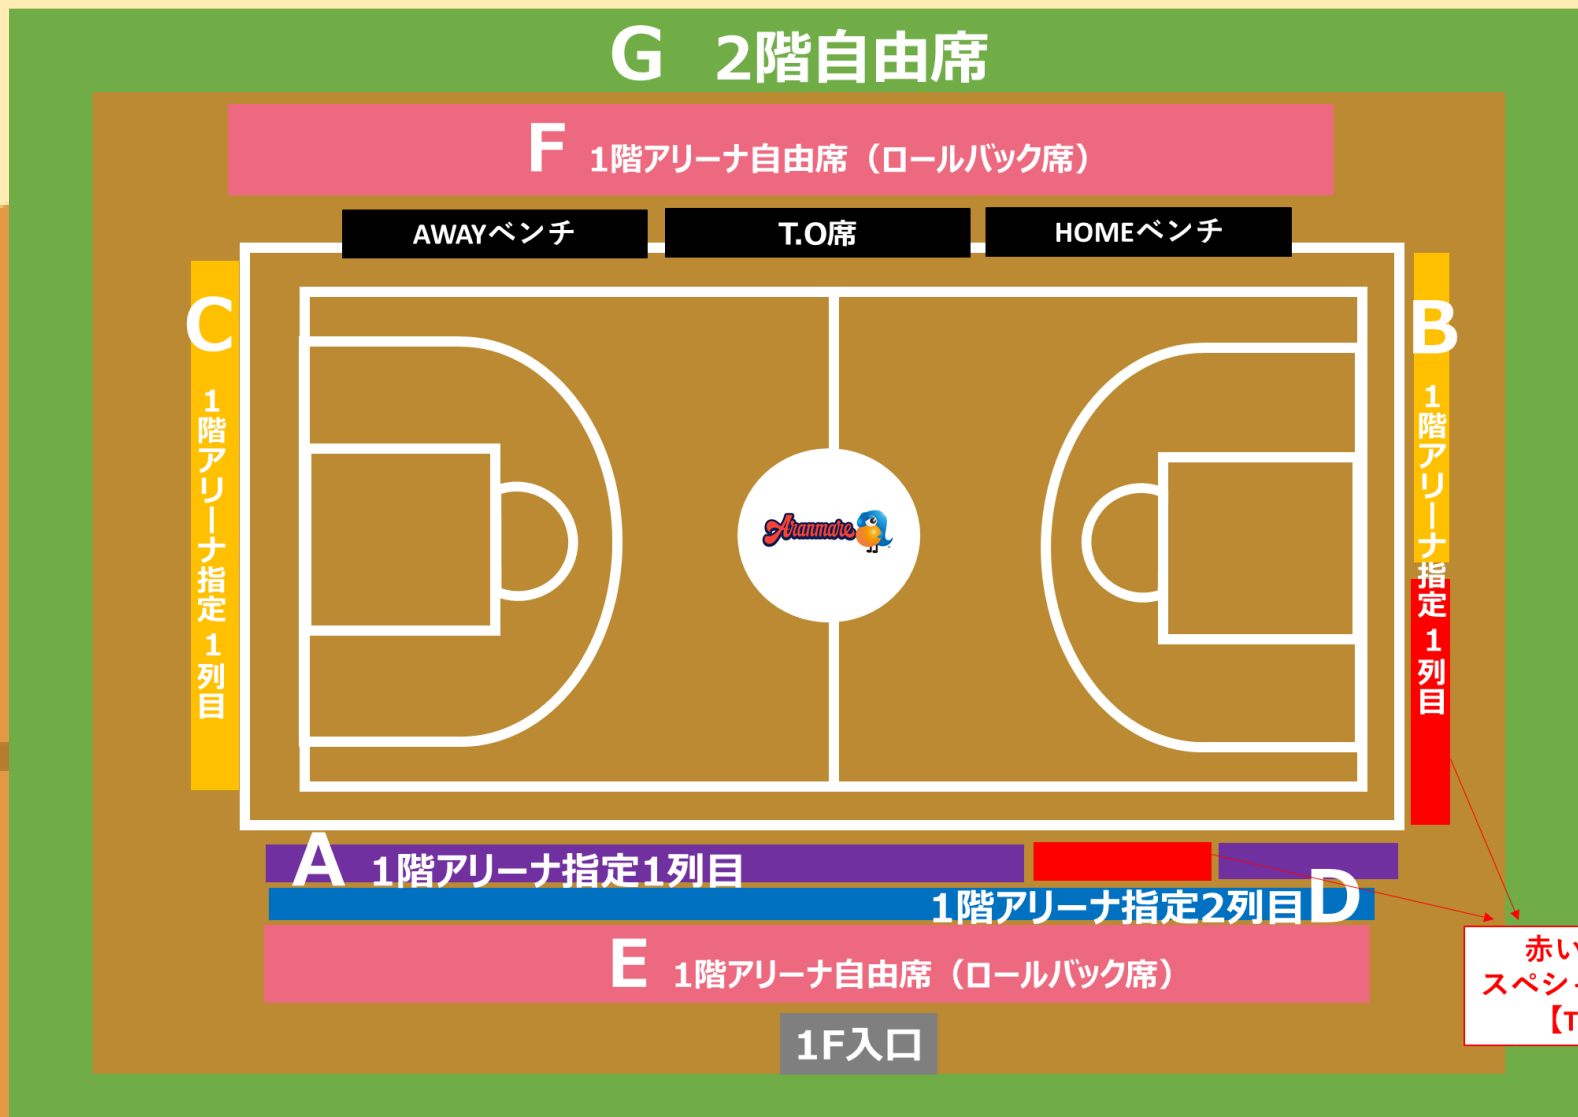 G 2階自由席
F 1階アリーナ自由席（ロールバック席）
AWAYベンチ
T.O席
HOMEベンチ
C
1階アリーナ指定 1列目
B
1階アリーナ指定 1列目
Aranmare
A 1階アリーナ指定1列目
1階アリーナ指定2列目 D
E 1階アリーナ自由席（ロールバック席）
1F入口
赤い
スペシ
【T